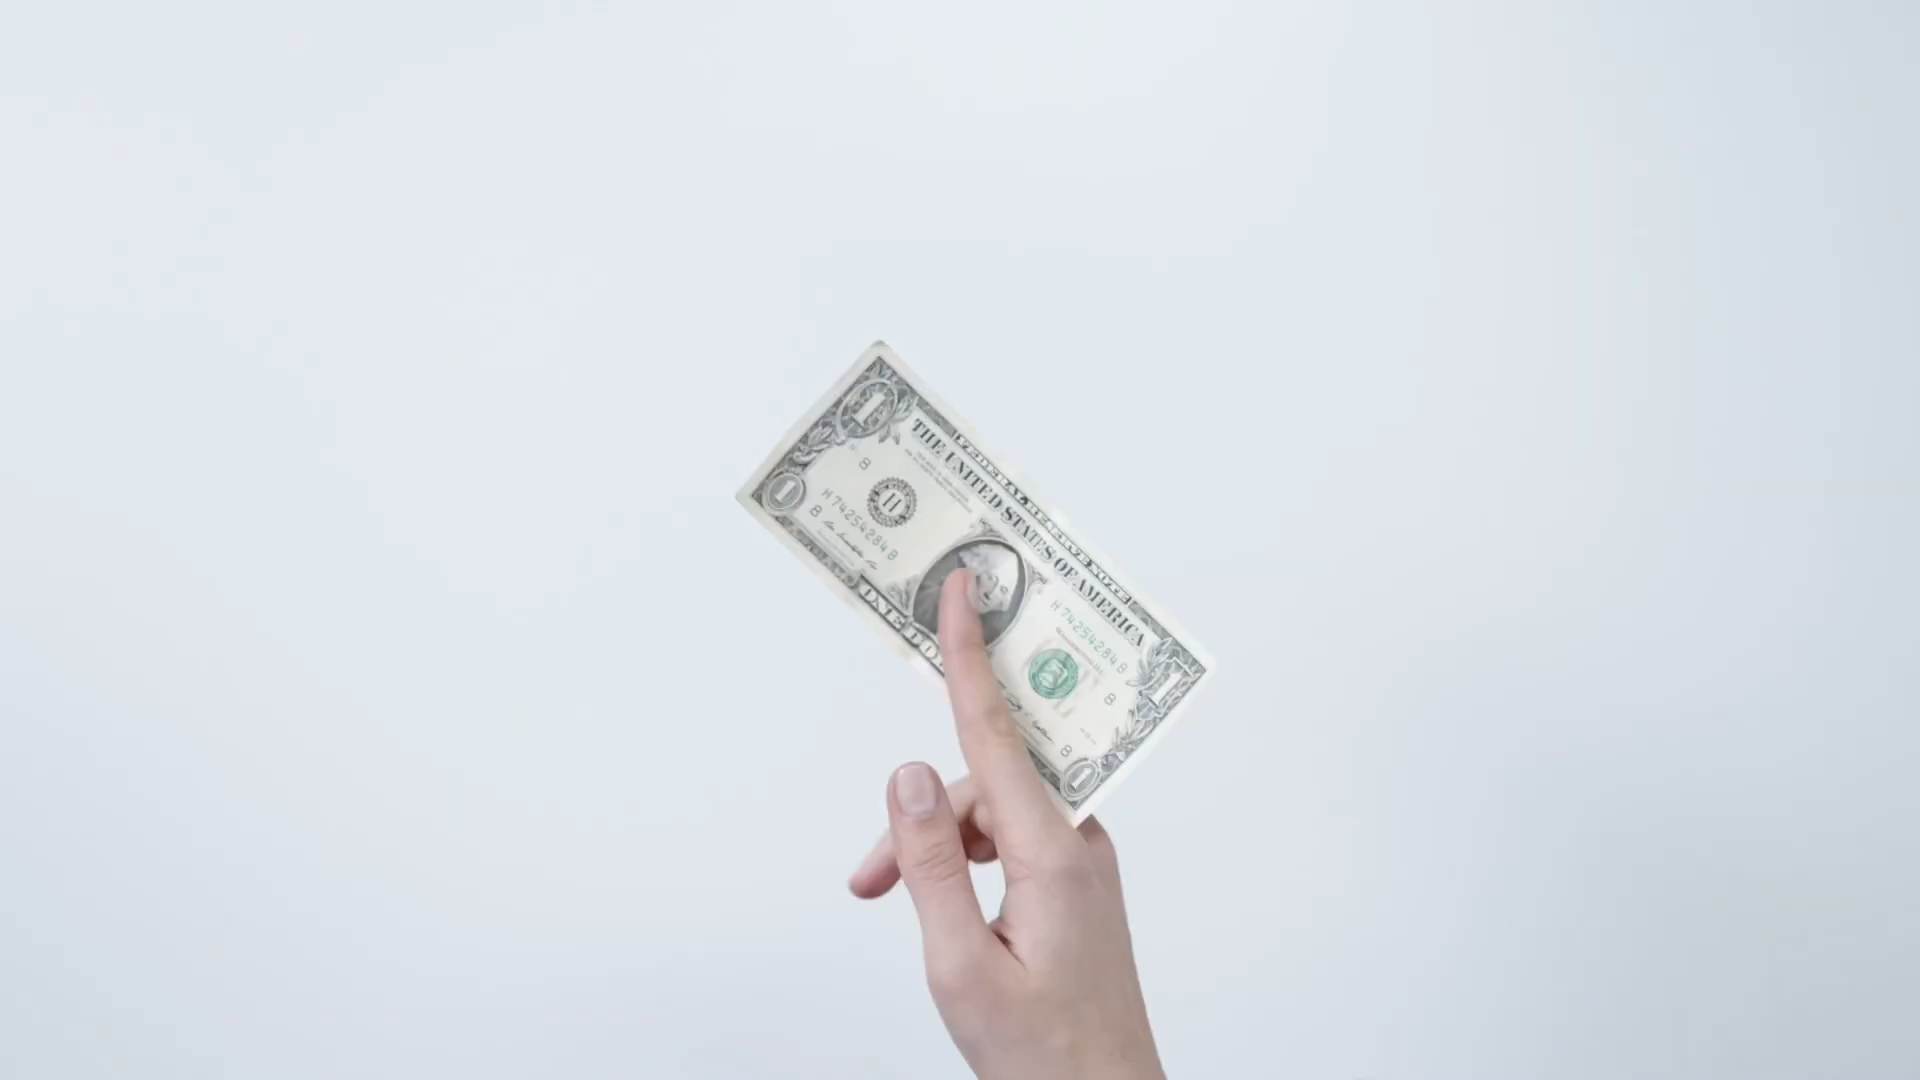 FEDERAL RESERVE NOTE
THE UNITED STATES OF AMERICA
1
1
8
H 74254284 B
H
8
ONE DO
H 74254284 B
8
8
1
1